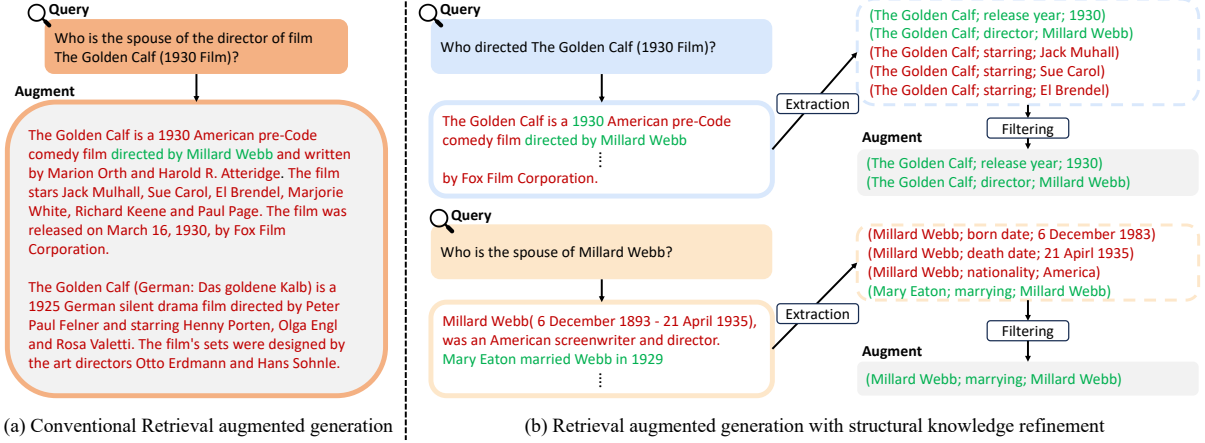 Query
Who is the spouse of the director of film
The Golden Calf (1930 Film)?
Augment
The Golden Calf is a 1930 American pre-Code
comedy film directed by Millard Webb and written
by Marion Orth and Harold R. Atteridge. The film
stars Jack Mulhall, Sue Carol, El Brendel, Marjorie
White, Richard Keene and Paul Page. The film was
released on March 16, 1930, by Fox Film
Corporation.
The Golden Calf (German: Das goldene Kalb) is a
1925 German silent drama film directed by Peter
Paul Felner and starring Henny Porten, Olga Engl
and Rosa Valetti. The film's sets were designed by
the art directors Otto Erdmann and Hans Sohnle.
(a) Conventional Retrieval augmented generation
Query
Who directed The Golden Calf (1930 Film)?
The Golden Calf is a 1930 American pre-Code
comedy film directed by Millard Webb
⋮
by Fox Film Corporation.
Extraction
(The Golden Calf; release year; 1930)
(The Golden Calf; director; Millard Webb)
(The Golden Calf; starring; Jack Muhall)
(The Golden Calf; starring; Sue Carol)
(The Golden Calf; starring; El Brendel)
Filtering
Augment
(The Golden Calf; release year; 1930)
(The Golden Calf; director; Millard Webb)
Query
Who is the spouse of Millard Webb?
Millard Webb( 6 December 1893 - 21 April 1935),
was an American screenwriter and director.
Mary Eaton married Webb in 1929
⋮
Extraction
(Millard Webb; born date; 6 December 1983)
(Millard Webb; death date; 21 Apirl 1935)
(Millard Webb; nationality; America)
(Mary Eaton; marrying; Millard Webb)
Filtering
Augment
(Millard Webb; marrying; Millard Webb)
(b) Retrieval augmented generation with structural knowledge refinement